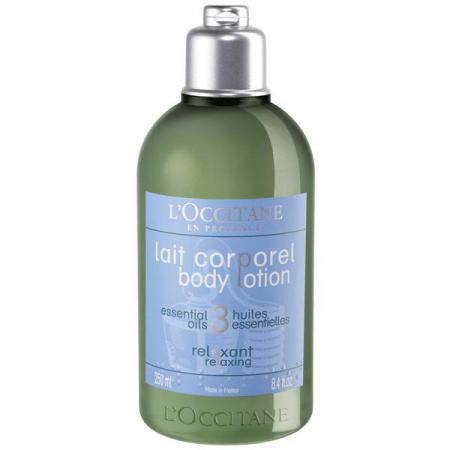 L'OCCITANE
EN PROVENCE
lait corporel
body lotion
essential 3 huiles
oils essentielles
relaxant
relaxing
250 ml 8.4 fl.oz.
Made in France
L'OCCITANE